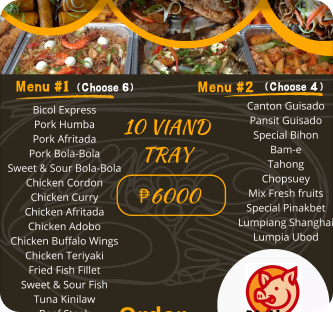 Menu #1 (Choose 6)
Bicol Express
Pork Humba
Pork Afritada
Pork Bola-Bola
Sweet & Sour Bola-Bola
Chicken Cordon
Chicken Curry
Chicken Afritada
Chicken Adobo
Chicken Buffalo Wings
Chicken Teriyaki
Fried Fish Fillet
Sweet & Sour Fish
Tuna Kinilaw
10 VIAND
TRAY
₱6000
Menu #2 (Choose 4)
Canton Guisado
Pansit Guisado
Special Bihon
Bam-e
Tahong
Chopsuey
Mix Fresh fruits
Special Pinakbet
Lumpiang Shanghai
Lumpia Ubod